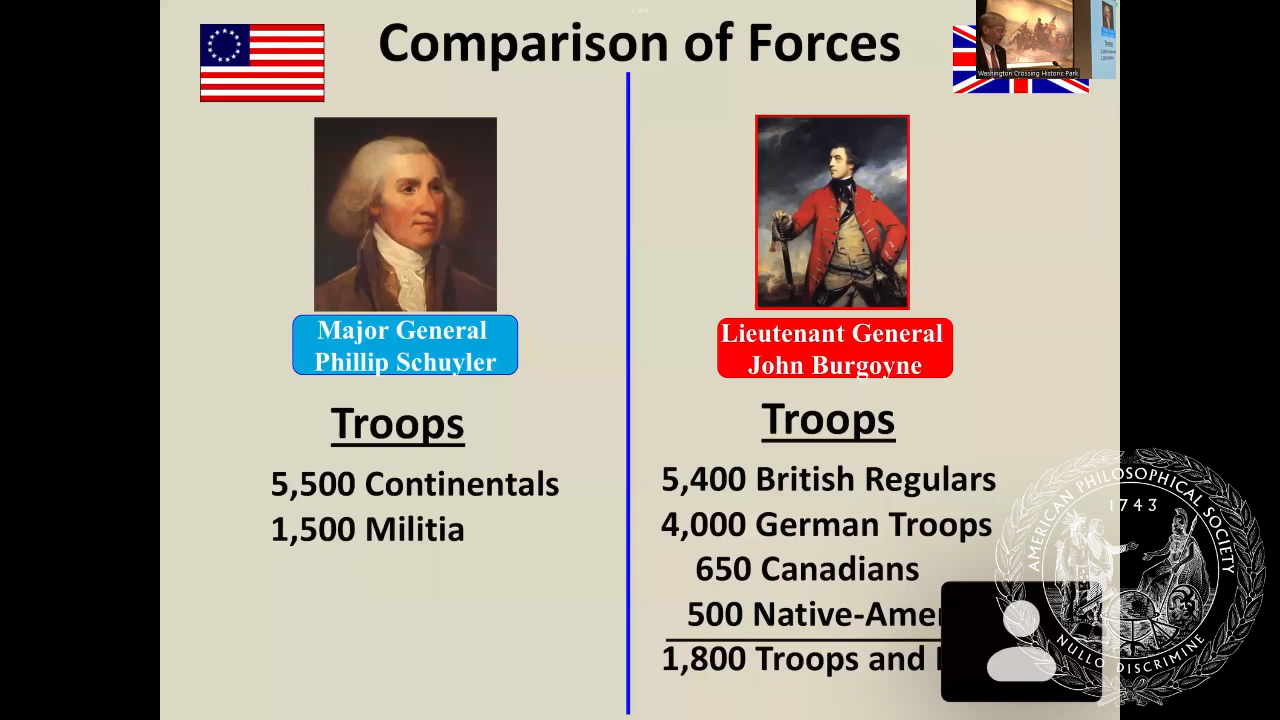 Comparison of Forces
Washington Crossing Historic Park
Major General
Phillip Schuyler
Lieutenant General
John Burgoyne
Troops
5,500 Continentals
1,500 Militia
Troops
5,400 British Regulars
4,000 German Troops
650 Canadians
500 Native-Amer
1,800 Troops and
AMERICAN PHILOSOPHICAL SOCIETY
1743
NULLO DISCRIMINE